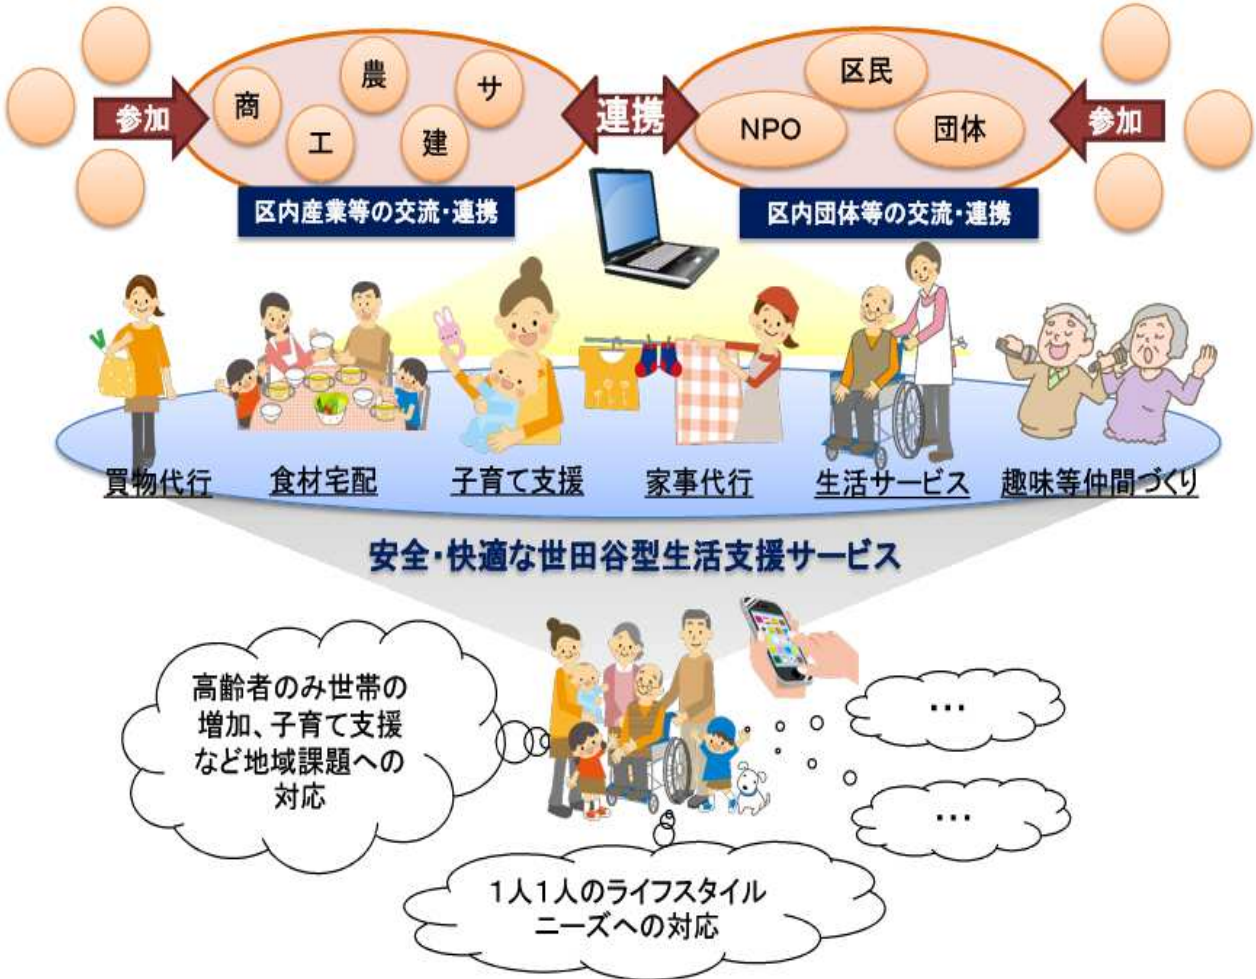 参加
商
農
サ
工
建
連携
区民
NPO
団体
参加
区内産業等の交流・連携
区内団体等の交流・連携
買物代行
食材宅配
子育て支援
家事代行
生活サービス
趣味等仲間づくり
安全・快適な世田谷型生活支援サービス
高齢者のみ世帯の
増加、子育て支援
など地域課題への
対応
…
…
1人1人のライフスタイル
ニーズへの対応